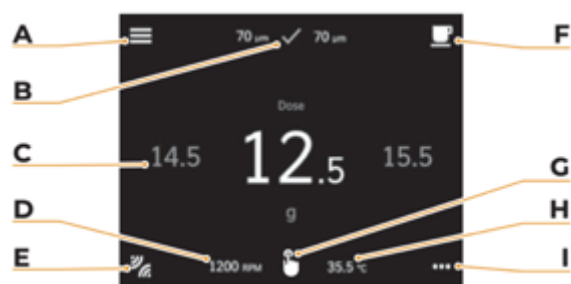 A
70 µm
70 µm
F
B
Dose
C
14.5
12.5
15.5
G
D
g
H
E
1200 RPM
35.5 °C
I